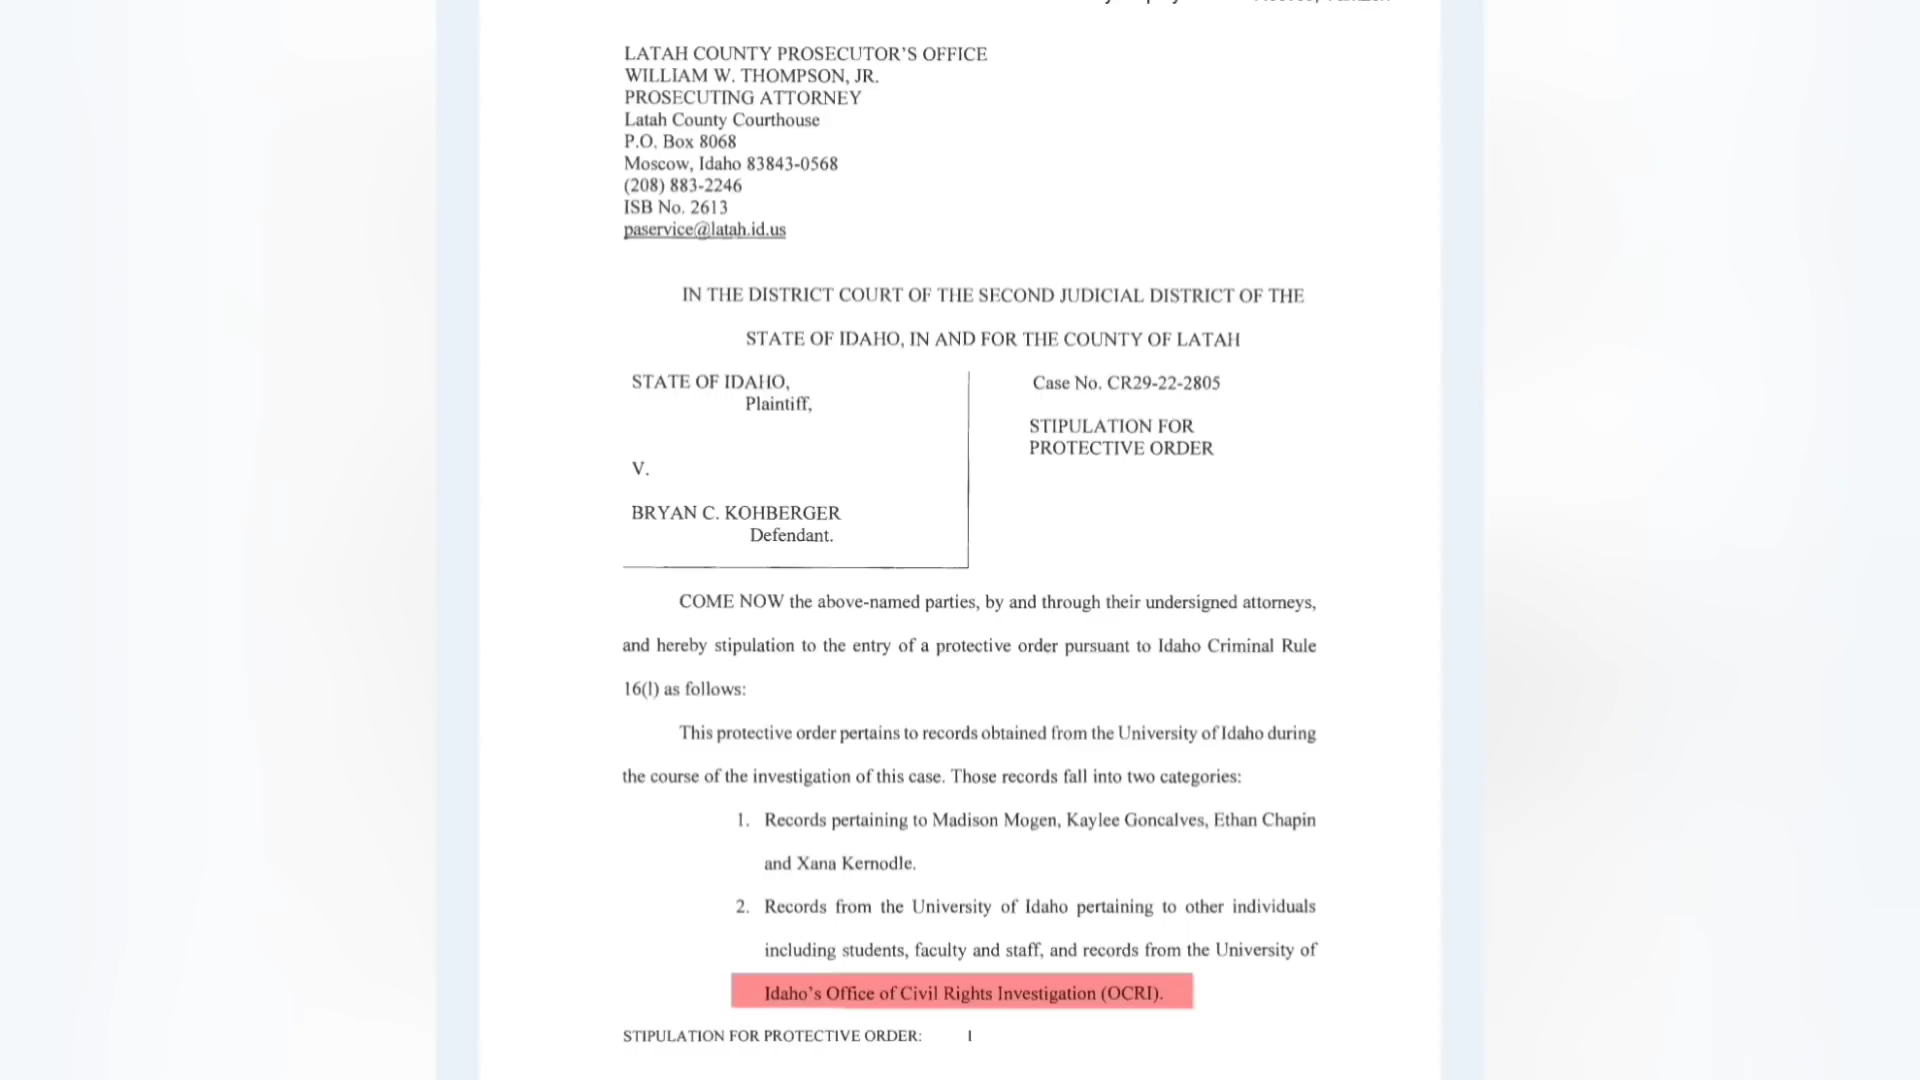 LATAH COUNTY PROSECUTOR'S OFFICE
WILLIAM W. THOMPSON, JR.
PROSECUTING ATTORNEY
Latah County Courthouse
P.O. Box 8068
Moscow, Idaho 83843-0568
(208) 883-2246
ISB No. 2613
paservice@latah.id.us
IN THE DISTRICT COURT OF THE SECOND JUDICIAL DISTRICT OF THE
STATE OF IDAHO, IN AND FOR THE COUNTY OF LATAH
STATE OF IDAHO,
Plaintiff,
V.
BRYAN C. KOHBERGER
Defendant.
Case No. CR29-22-2805
STIPULATION FOR
PROTECTIVE ORDER
COME NOW the above-named parties, by and through their undersigned attorneys,
and hereby stipulation to the entry of a protective order pursuant to Idaho Criminal Rule
16(l) as follows:
This protective order pertains to records obtained from the University of Idaho during
the course of the investigation of this case. Those records fall into two categories:
1. Records pertaining to Madison Mogen, Kaylee Goncalves, Ethan Chapin
and Xana Kernodle.
2. Records from the University of Idaho pertaining to other individuals
including students, faculty and staff, and records from the University of
Idaho's Office of Civil Rights Investigation (OCRI).
STIPULATION FOR PROTECTIVE ORDER: 1